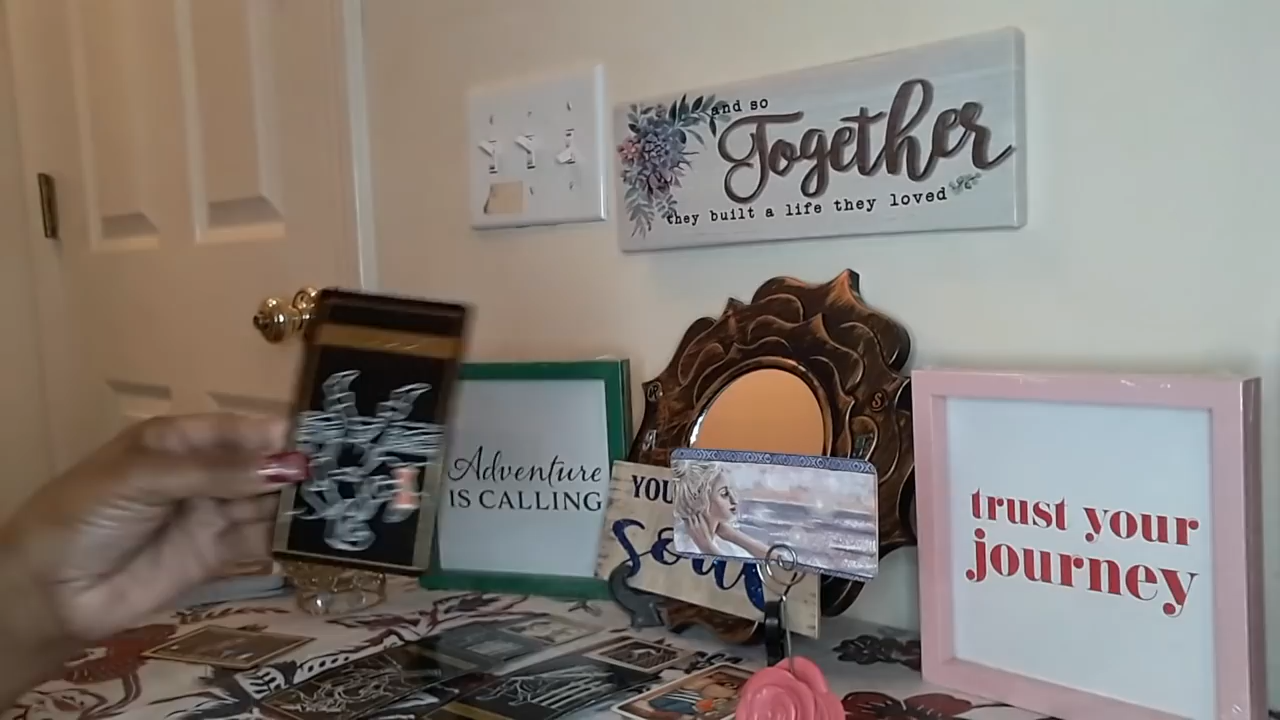 and so
Together
they built a life they loved
Adventure
IS CALLING
YOU
trust your
journey